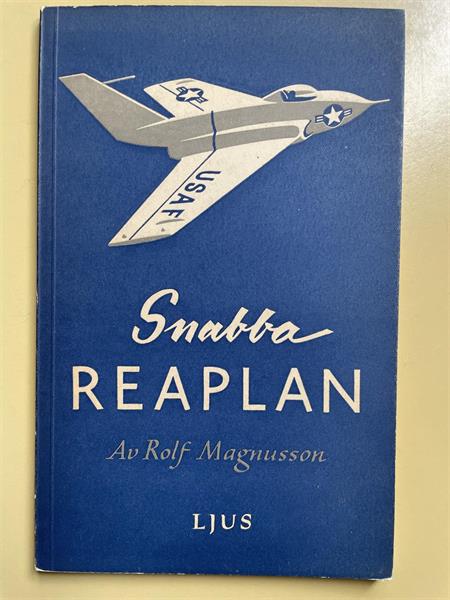 USAF
Snabba
REAPLAN
Av Rolf Magnusson
LJUS